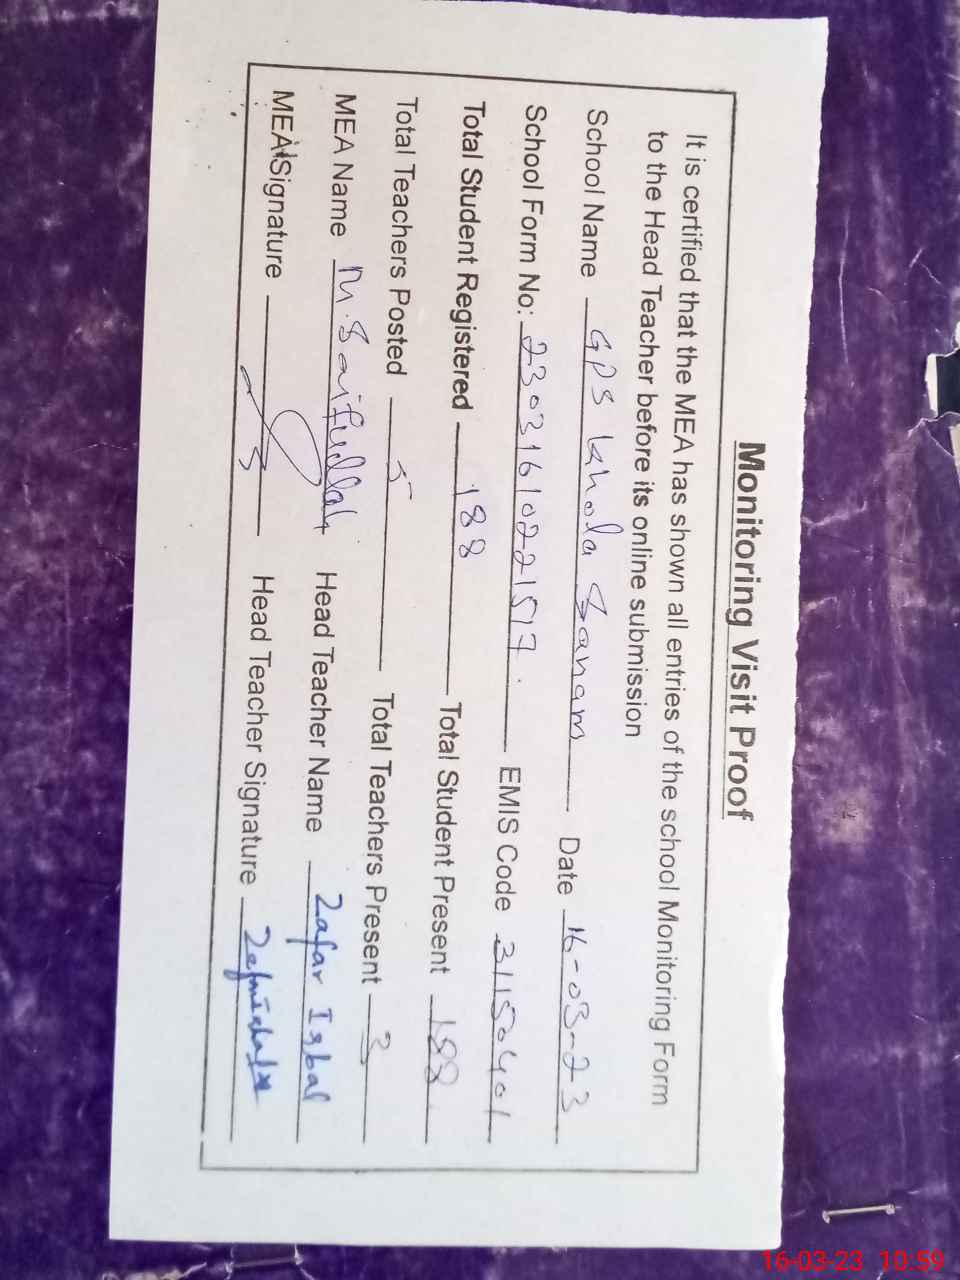 Monitoring Visit Proof
It is certified that the MEA has shown all entries of the school Monitoring Form
to the Head Teacher before its online submission
School Name GPS Khola Sanam Date 16-03-23
School Form No: 23031610221517. EMIS Code 31150401
Total Student Registered 188 Total Student Present 188
Total Teachers Posted 5 Total Teachers Present 3
MEA Name M. Saifullah Head Teacher Name Zafar Iqbal
MEA Signature Head Teacher Signature
16-03-23 10:59